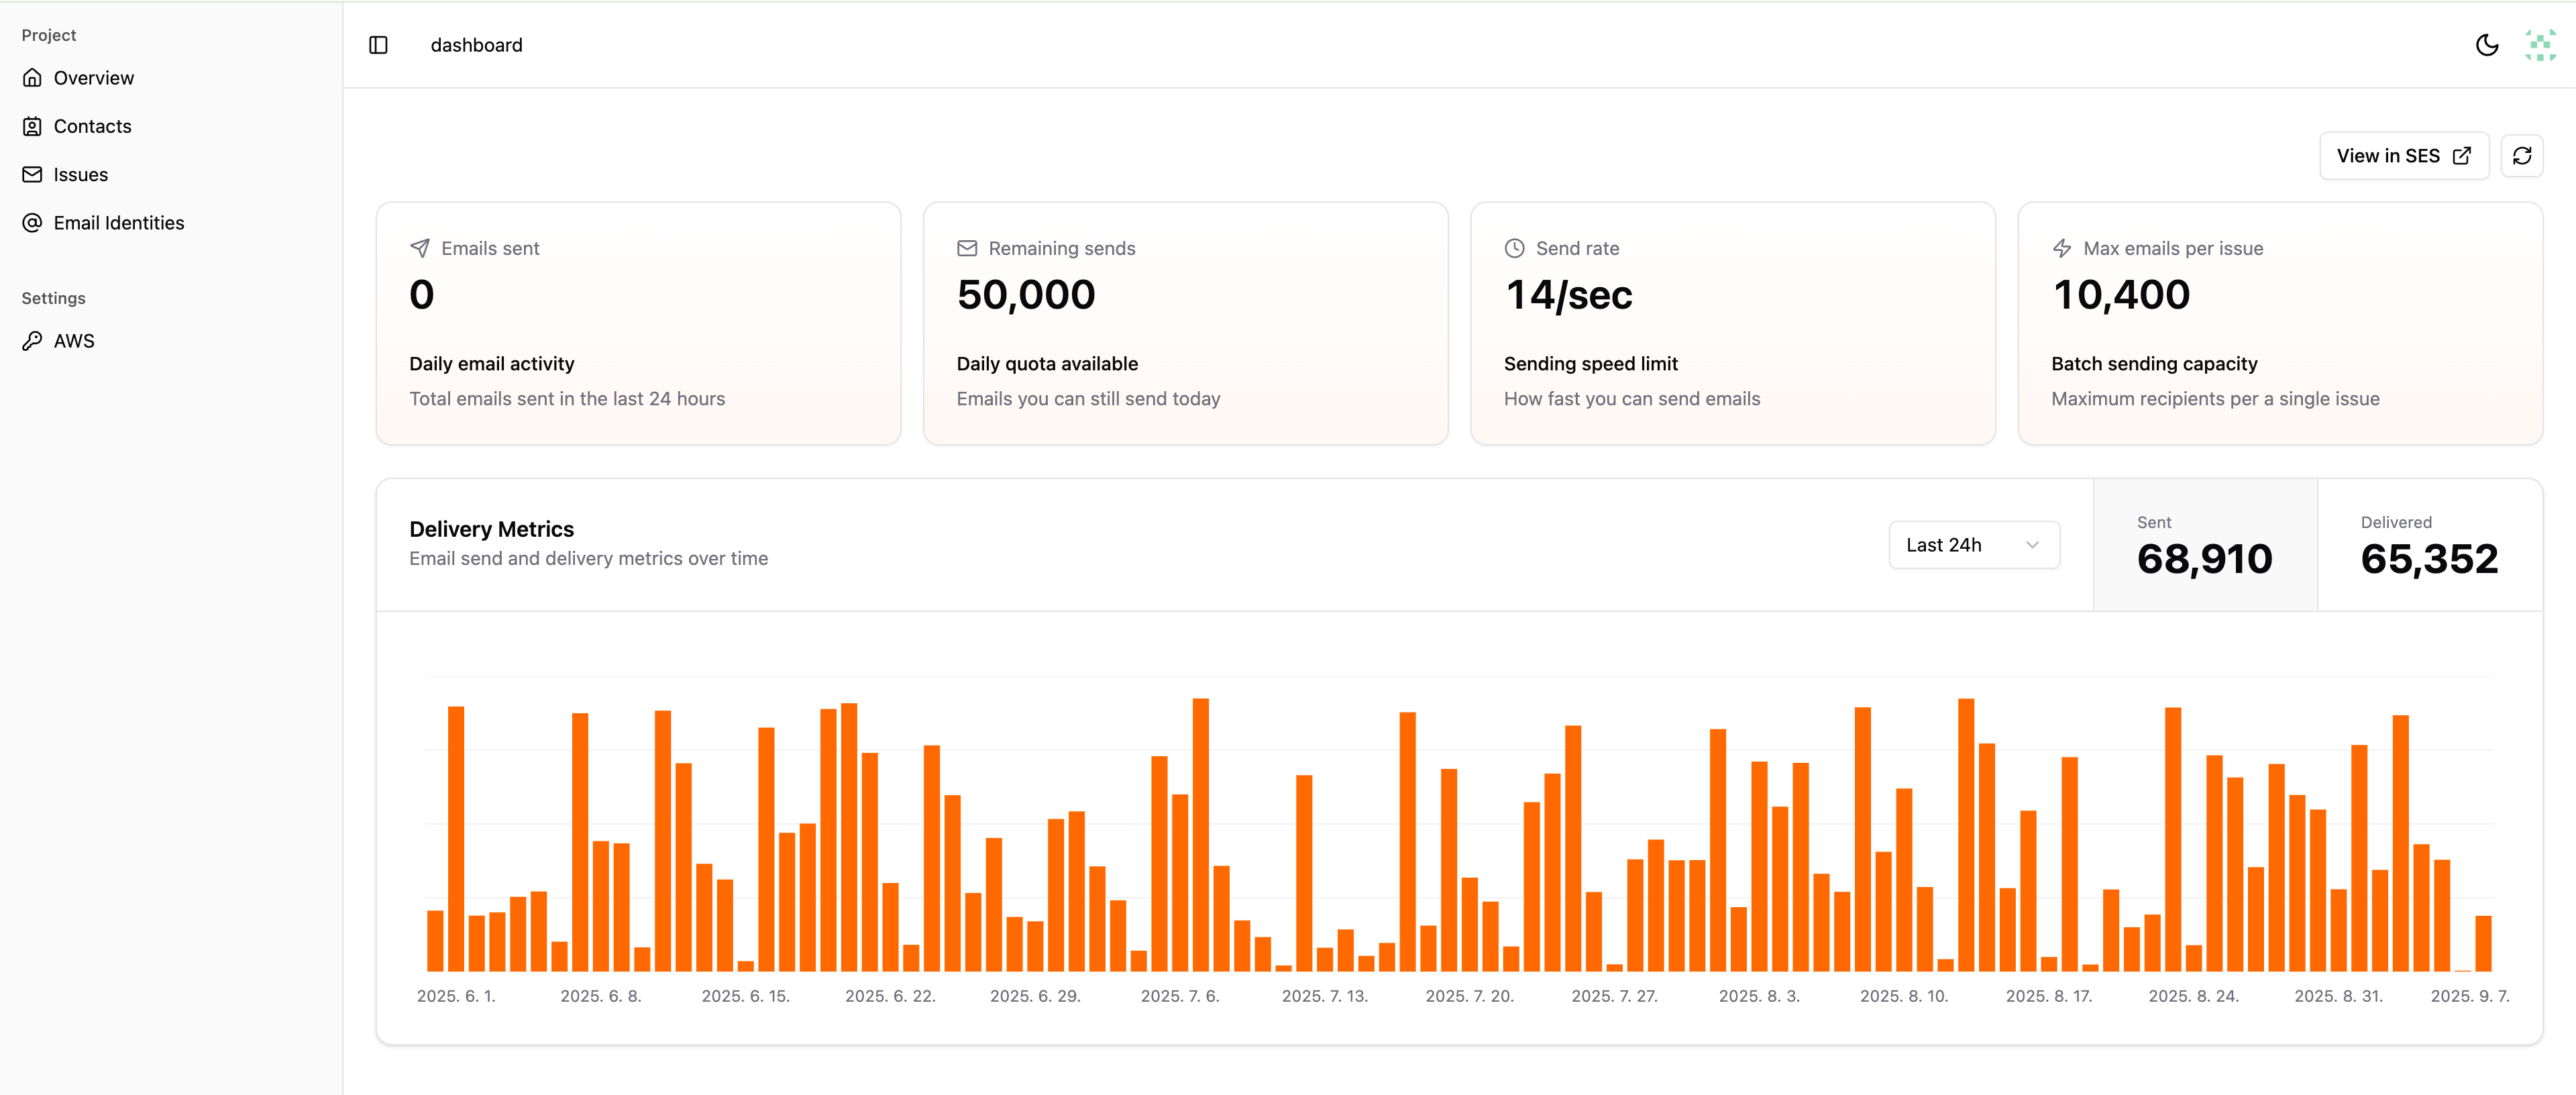 Project
Overview
Contacts
Issues
Email Identities
Settings
AWS
dashboard
View in SES
Emails sent
0
Daily email activity
Total emails sent in the last 24 hours
Remaining sends
50,000
Daily quota available
Emails you can still send today
Send rate
14/sec
Sending speed limit
How fast you can send emails
Max emails per issue
10,400
Batch sending capacity
Maximum recipients per a single issue
Delivery Metrics
Email send and delivery metrics over time
Last 24h
Sent
68,910
Delivered
65,352
2025. 6. 1. 2025. 6. 8. 2025. 6. 15. 2025. 6. 22. 2025. 6. 29. 2025. 7. 6. 2025. 7. 13. 2025. 7. 20. 2025. 7. 27. 2025. 8. 3. 2025. 8. 10. 2025. 8. 17. 2025. 8. 24. 2025. 8. 31. 2025. 9. 7.